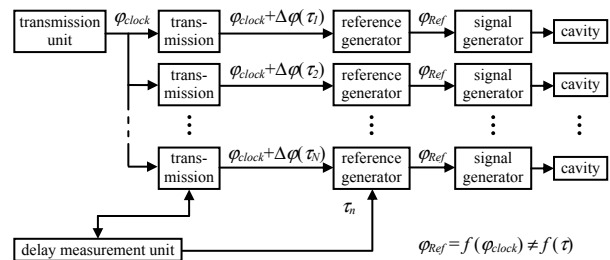 transmission unit
φclock
trans-mission
φclock+Δφ(τ1)
reference generator
φRef
signal generator
cavity
trans-mission
φclock+Δφ(τ2)
reference generator
φRef
signal generator
cavity
trans-mission
φclock+Δφ(τN)
reference generator
φRef
signal generator
cavity
τn
delay measurement unit
φRef = f(φclock) ≠ f(τ)